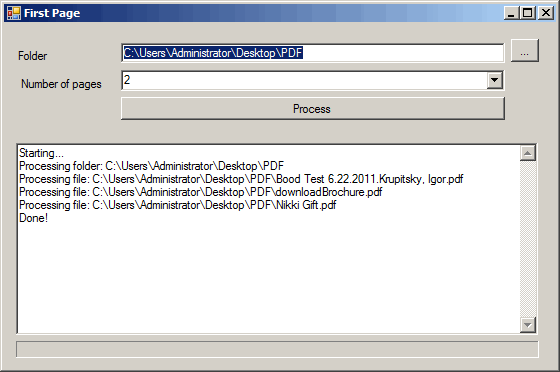 First Page
Folder
C:\Users\Administrator\Desktop\PDF
...
Number of pages
2
Process
Starting...
Processing folder: C:\Users\Administrator\Desktop\PDF
Processing file: C:\Users\Administrator\Desktop\PDF\Bood Test 6.22.2011.Krupitsky, Igor.pdf
Processing file: C:\Users\Administrator\Desktop\PDF\downloadBrochure.pdf
Processing file: C:\Users\Administrator\Desktop\PDF\Nikki Gift.pdf
Done!